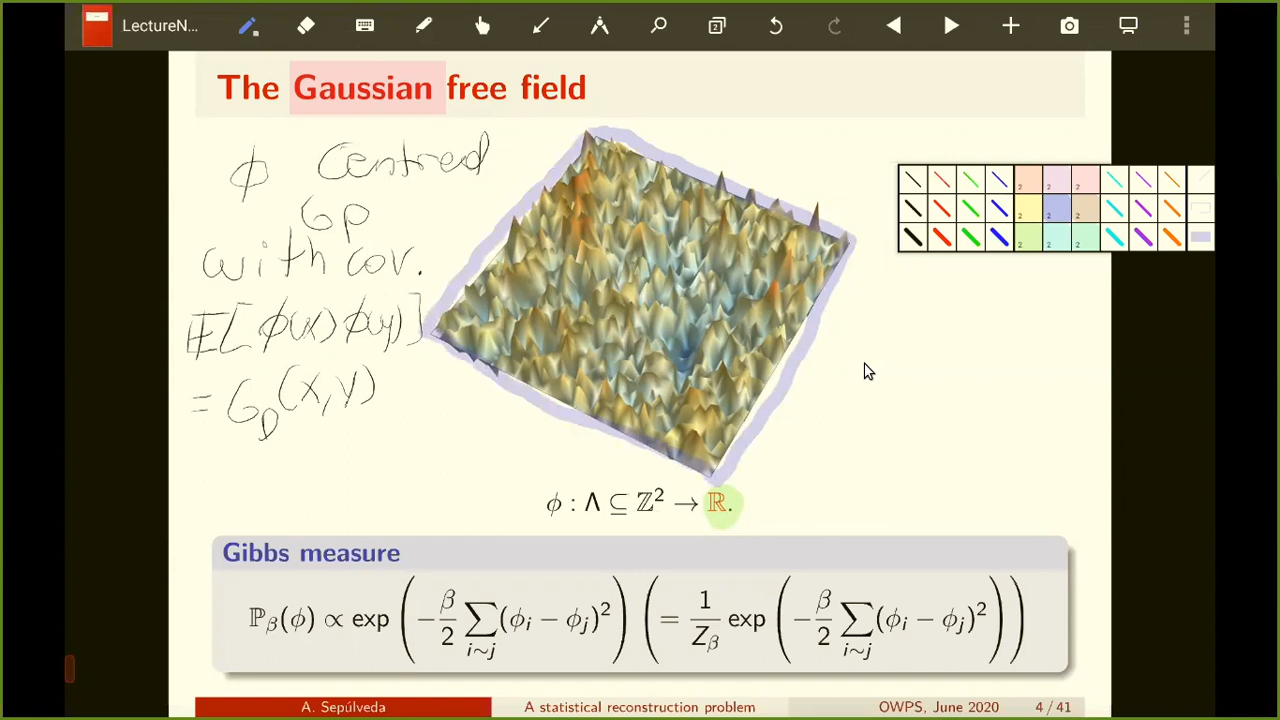 LectureN...
The Gaussian free field
ϕ Centred
GP
with cov.
𝔼[ϕ(x)ϕ(y)]
= G_D(x,y)
ϕ : Λ ⊆ ℤ² → ℝ.
Gibbs measure
ℙ_β(ϕ) ∝ exp(−β/2 ∑_{i∼j}(ϕ_i − ϕ_j)²) (= 1/Z_β exp(−β/2 ∑_{i∼j}(ϕ_i − ϕ_j)²))
A. Sepúlveda A statistical reconstruction problem OWPS, June 2020 4 / 41